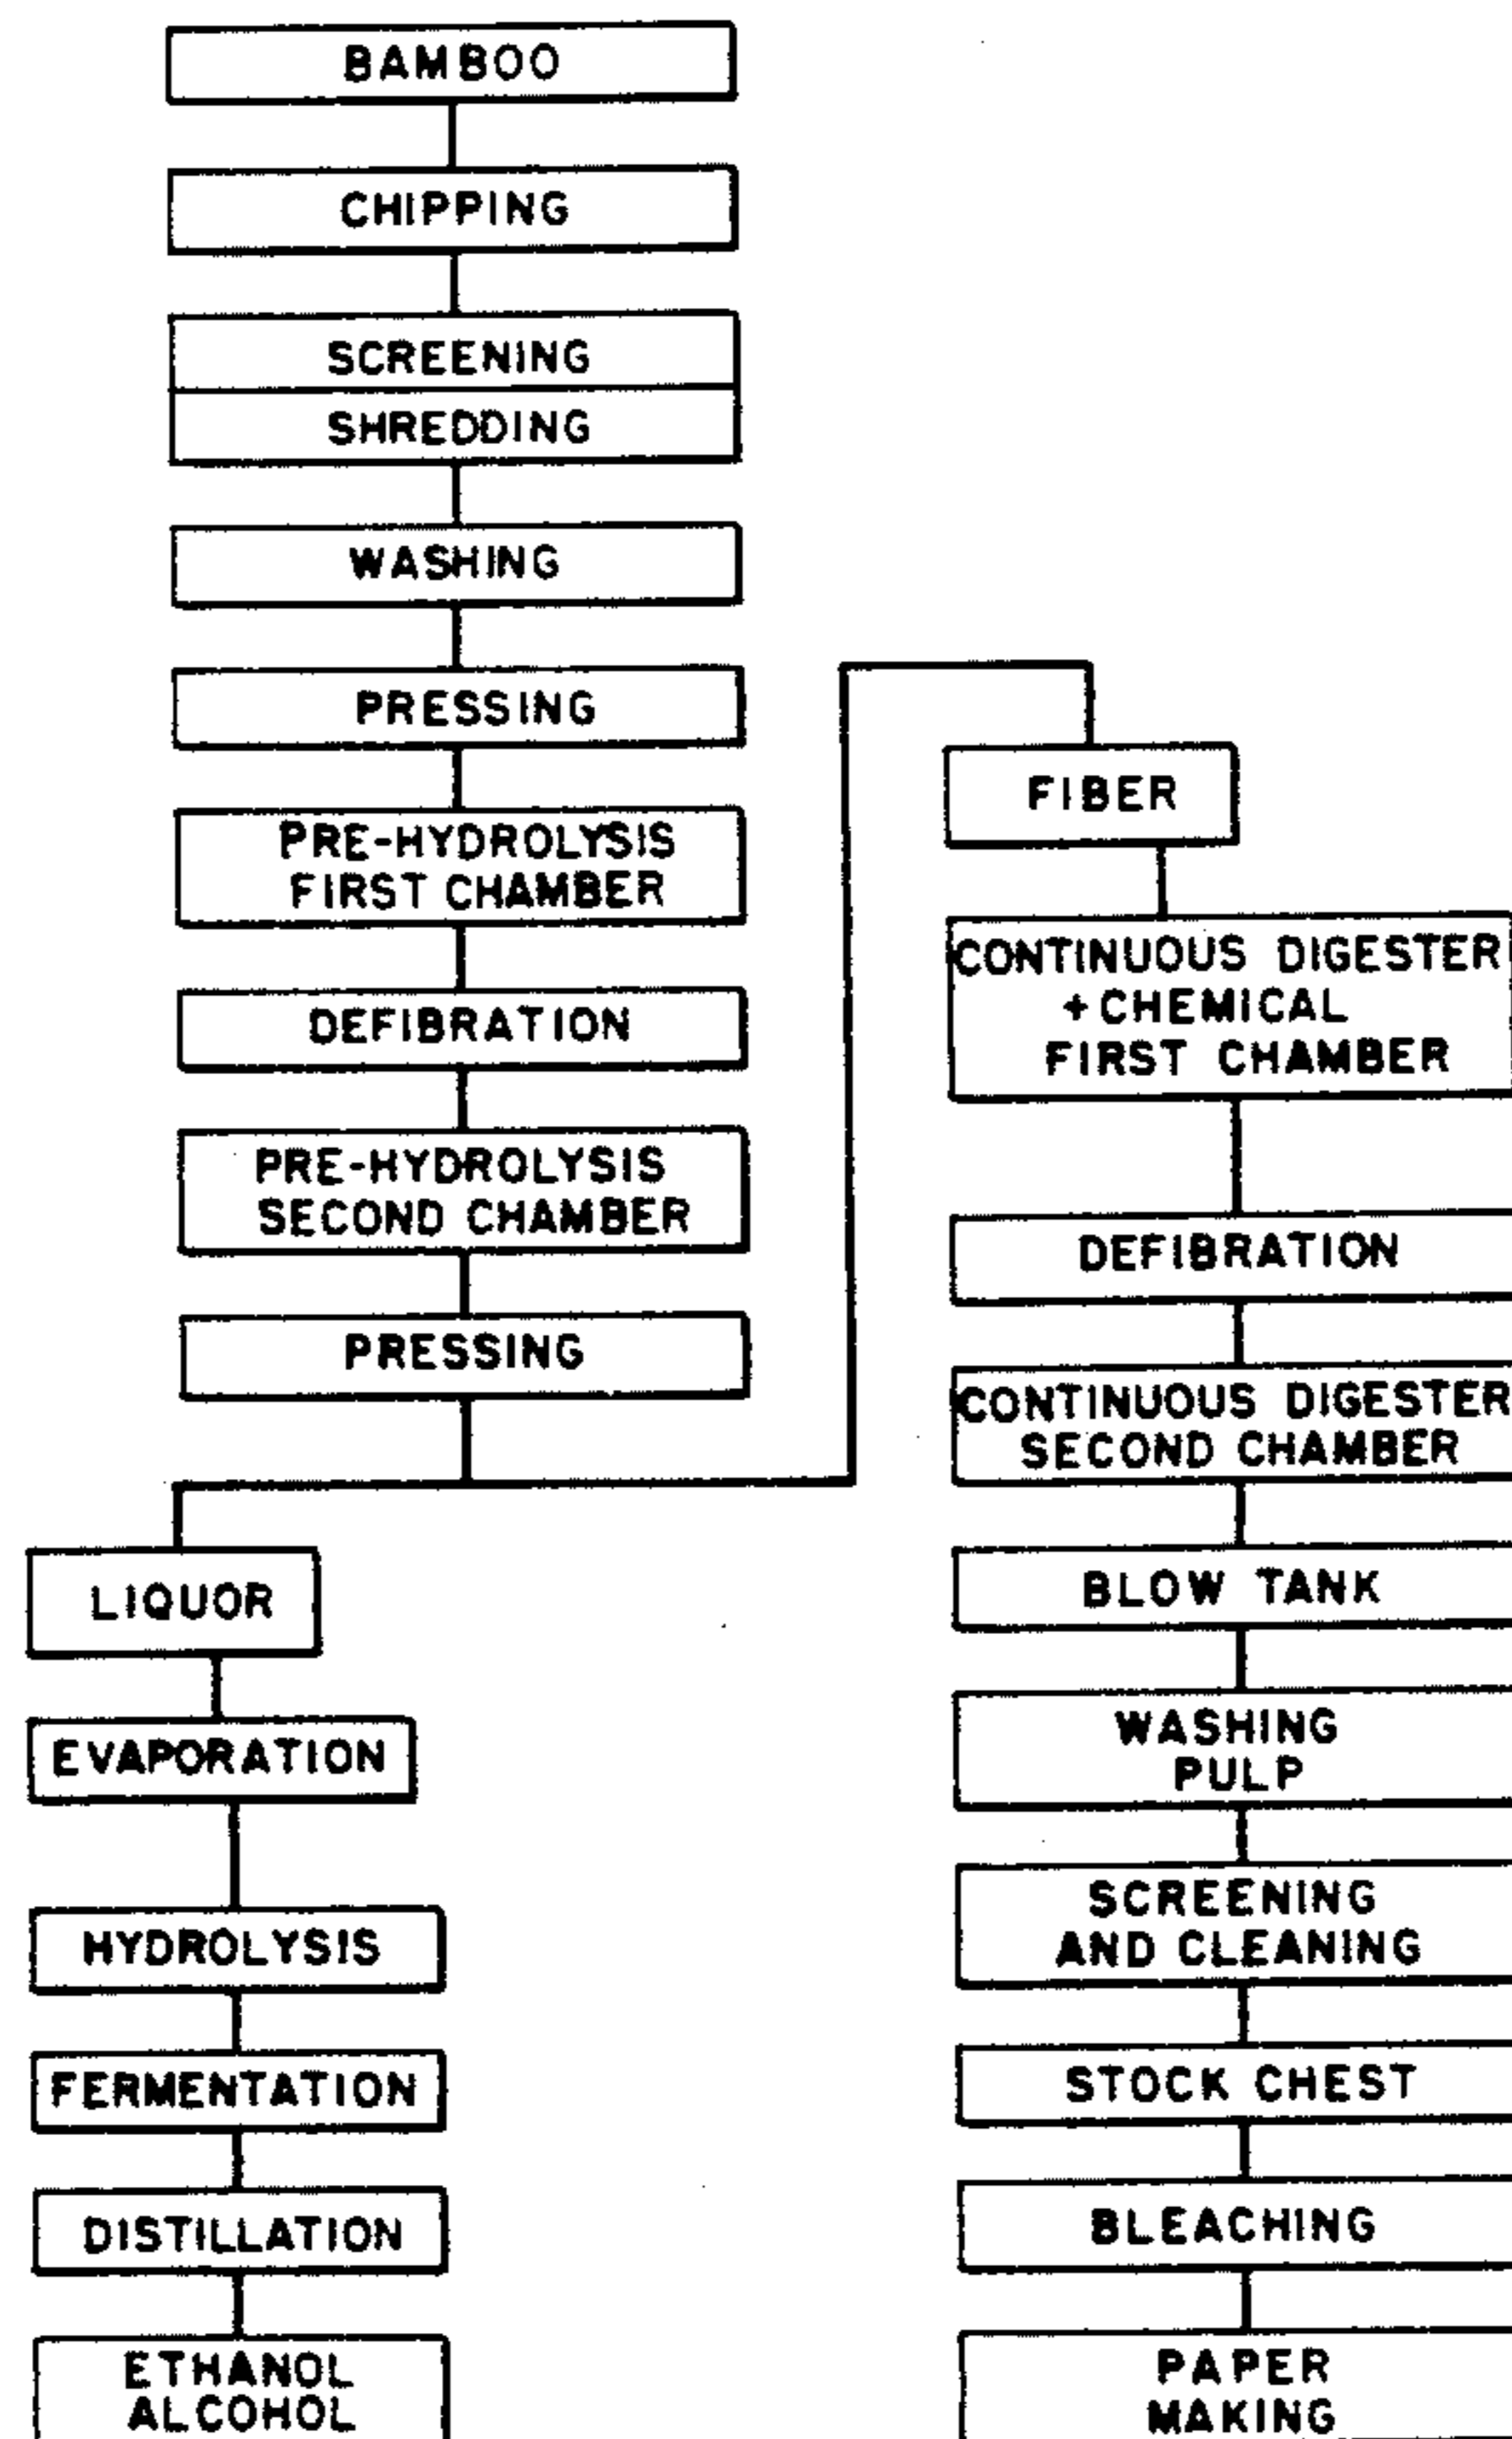 BAMBOO
CHIPPING
SCREENING
SHREDDING
WASHING
PRESSING
PRE-HYDROLYSIS
FIRST CHAMBER
DEFIBRATION
PRE-HYDROLYSIS
SECOND CHAMBER
PRESSING
LIQUOR
EVAPORATION
HYDROLYSIS
FERMENTATION
DISTILLATION
ETHANOL
ALCOHOL
FIBER
CONTINUOUS DIGESTER
+ CHEMICAL
FIRST CHAMBER
DEFIBRATION
CONTINUOUS DIGESTER
SECOND CHAMBER
BLOW TANK
WASHING
PULP
SCREENING
AND CLEANING
STOCK CHEST
BLEACHING
PAPER
MAKING